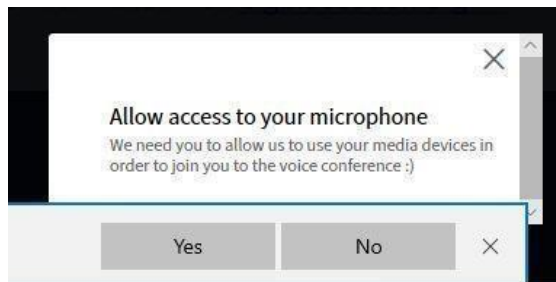 Allow access to your microphone
We need you to allow us to use your media devices in
order to join you to the voice conference :)
Yes No